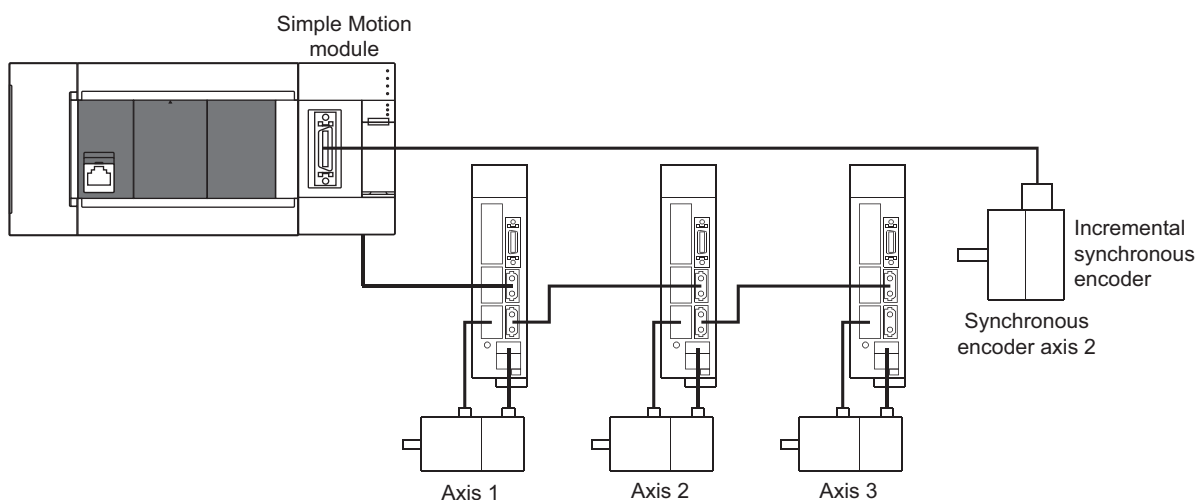 Simple Motion
module
Incremental
synchronous
encoder
Synchronous
encoder axis 2
Axis 1
Axis 2
Axis 3